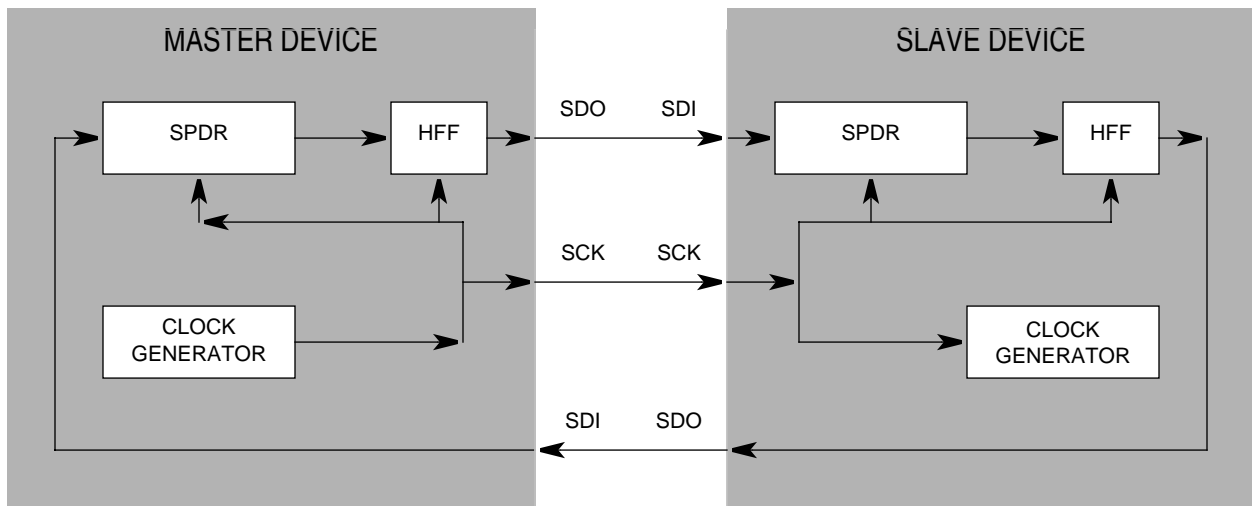 MASTER DEVICE
SLAVE DEVICE
SPDR
HFF
SDO
SDI
SPDR
HFF
SCK
SCK
CLOCK
GENERATOR
CLOCK
GENERATOR
SDI
SDO